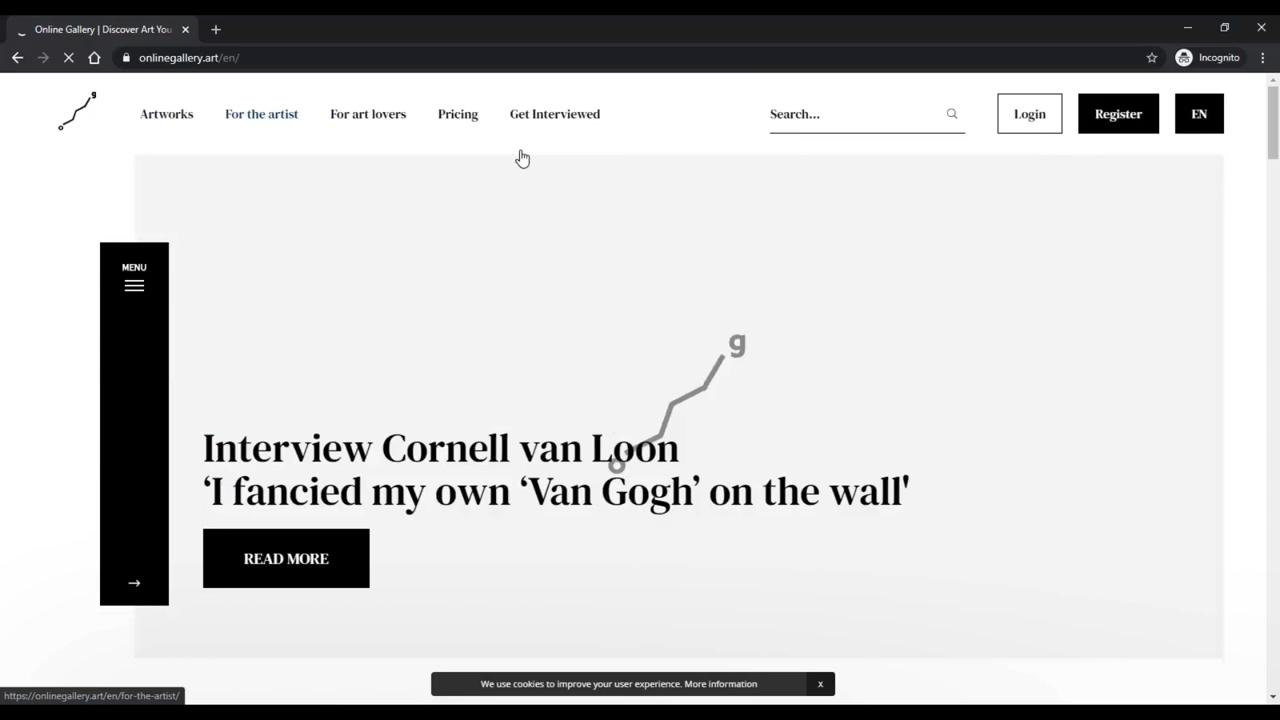 Online Gallery | Discover Art You
onlinegallery.art/en/
Incognito
g
Artworks
For the artist
For art lovers
Pricing
Get Interviewed
Search...
Login
Register
EN
MENU
g
o
Interview Cornell van Loon
‘I fancied my own ‘Van Gogh’ on the wall'
READ MORE
We use cookies to improve your user experience. More information
x
https://onlinegallery.art/en/for-the-artist/